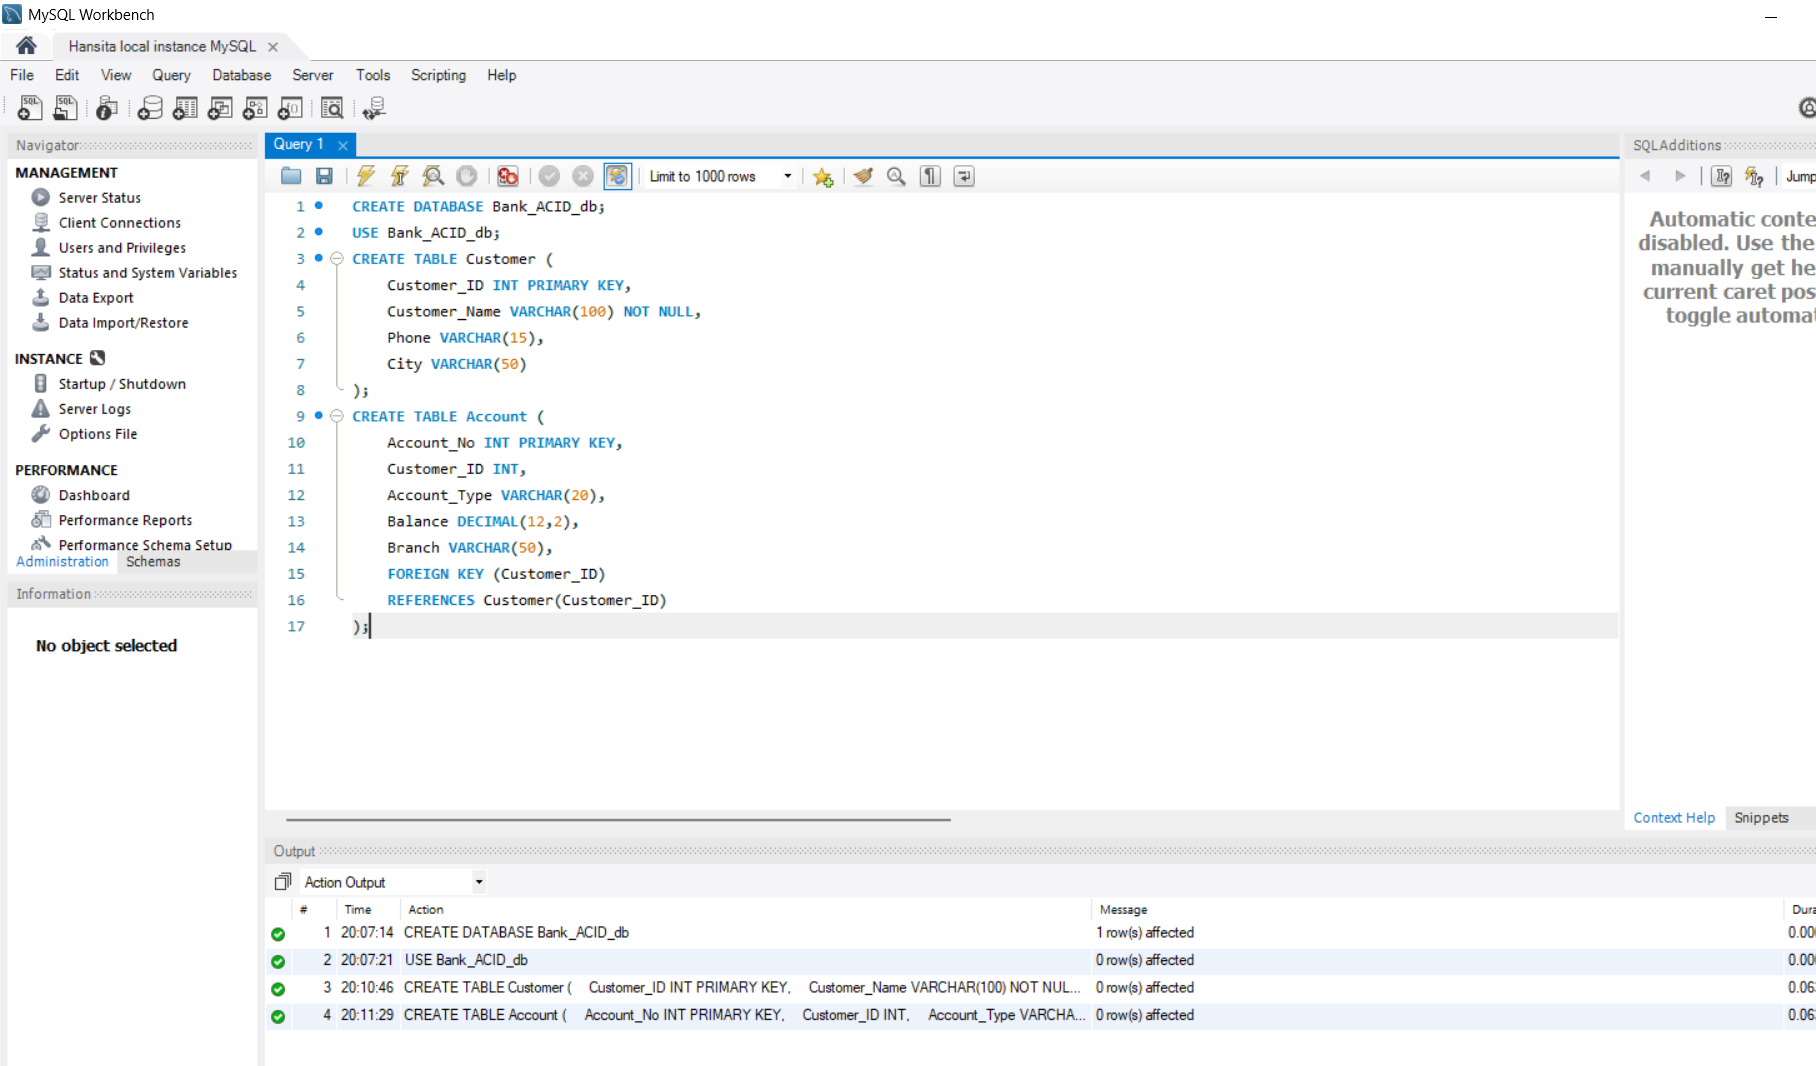 MySQL Workbench
Hansita local instance MySQL
File Edit View Query Database Server Tools Scripting Help
Navigator
MANAGEMENT
Server Status
Client Connections
Users and Privileges
Status and System Variables
Data Export
Data Import/Restore
INSTANCE
Startup / Shutdown
Server Logs
Options File
PERFORMANCE
Dashboard
Performance Reports
Performance Schema Setup
Administration Schemas
Information
No object selected
Query 1
Limit to 1000 rows
1 CREATE DATABASE Bank_ACID_db;
2 USE Bank_ACID_db;
3 CREATE TABLE Customer (
4 Customer_ID INT PRIMARY KEY,
5 Customer_Name VARCHAR(100) NOT NULL,
6 Phone VARCHAR(15),
7 City VARCHAR(50)
8 );
9 CREATE TABLE Account (
10 Account_No INT PRIMARY KEY,
11 Customer_ID INT,
12 Account_Type VARCHAR(20),
13 Balance DECIMAL(12,2),
14 Branch VARCHAR(50),
15 FOREIGN KEY (Customer_ID)
16 REFERENCES Customer(Customer_ID)
17 );
SQLAdditions
Jump
Automatic conte
disabled. Use the
manually get he
current caret pos
toggle automat
Context Help Snippets
Output
Action Output
# Time Action Message Dura
1 20:07:14 CREATE DATABASE Bank_ACID_db 1 row(s) affected 0.00
2 20:07:21 USE Bank_ACID_db 0 row(s) affected 0.00
3 20:10:46 CREATE TABLE Customer ( Customer_ID INT PRIMARY KEY, Customer_Name VARCHAR(100) NOT NUL... 0 row(s) affected 0.06
4 20:11:29 CREATE TABLE Account ( Account_No INT PRIMARY KEY, Customer_ID INT, Account_Type VARCHA... 0 row(s) affected 0.06